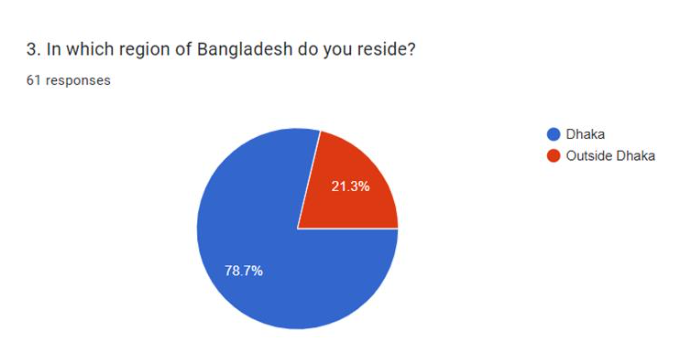 3. In which region of Bangladesh do you reside?
61 responses
Dhaka
Outside Dhaka
21.3%
78.7%